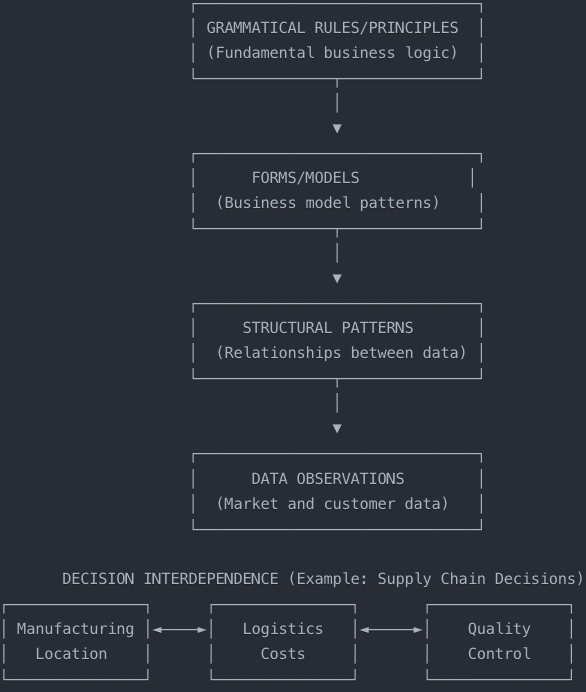 GRAMMATICAL RULES/PRINCIPLES
(Fundamental business logic)
FORMS/MODELS
(Business model patterns)
STRUCTURAL PATTERNS
(Relationships between data)
DATA OBSERVATIONS
(Market and customer data)
DECISION INTERDEPENDENCE (Example: Supply Chain Decisions)
Manufacturing Logistics Quality
Location Costs Control